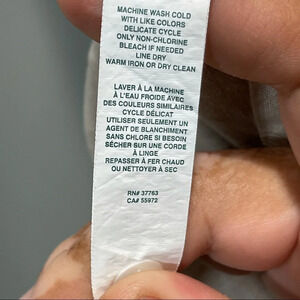 MACHINE WASH COLD
WITH LIKE COLORS
DELICATE CYCLE
ONLY NON-CHLORINE
BLEACH IF NEEDED
LINE DRY
WARM IRON OR DRY CLEAN
LAVER À LA MACHINE
À L'EAU FROIDE AVEC
DES COULEURS SIMILAIRES
CYCLE DÉLICAT
UTILISER SEULEMENT UN
AGENT DE BLANCHIMENT
SANS CHLORE SI BESOIN
SÉCHER SUR UNE CORDE
À LINGE
REPASSER À FER CHAUD
OU NETTOYER À SEC
RN# 37763
CA# 55972